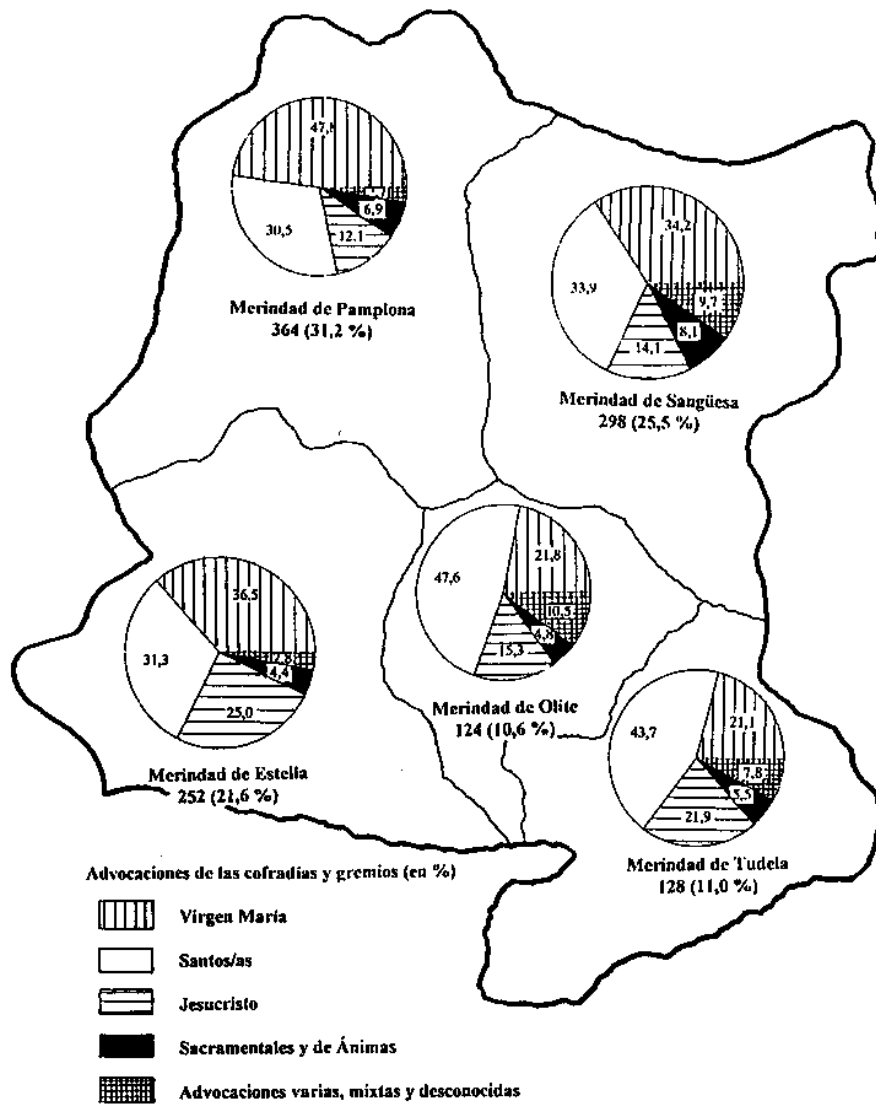 47,8
6,9
12.1
30,5
Merindad de Pamplona
364 (31,2 %)
34,2
9,7
8,1
14,1
33,9
Merindad de Sangüesa
298 (25,5 %)
36,5
2,8
4,4
25,0
31,3
Merindad de Estella
252 (21,6 %)
21,8
10,5
4,8
15,3
47,6
Merindad de Olite
124 (10,6 %)
21,1
7,8
5,5
21,9
43,7
Merindad de Tudela
128 (11,0 %)
Advocaciones de las cofradías y gremios (en %)
Virgen María
Santos/as
Jesucristo
Sacramentales y de Ánimas
Advocaciones varias, mixtas y desconocidas